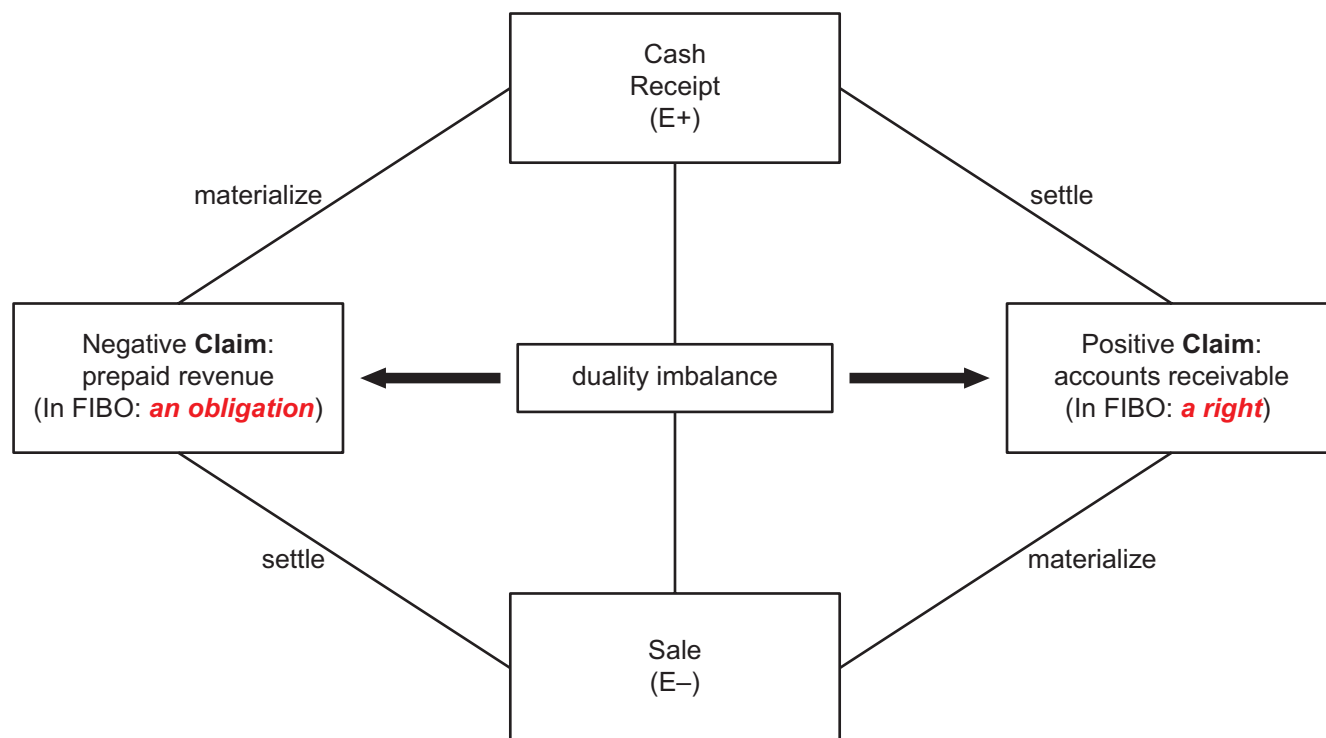 Cash
Receipt
(E+)
materialize
settle
Negative Claim:
prepaid revenue
(In FIBO: an obligation)
duality imbalance
Positive Claim:
accounts receivable
(In FIBO: a right)
settle
materialize
Sale
(E–)